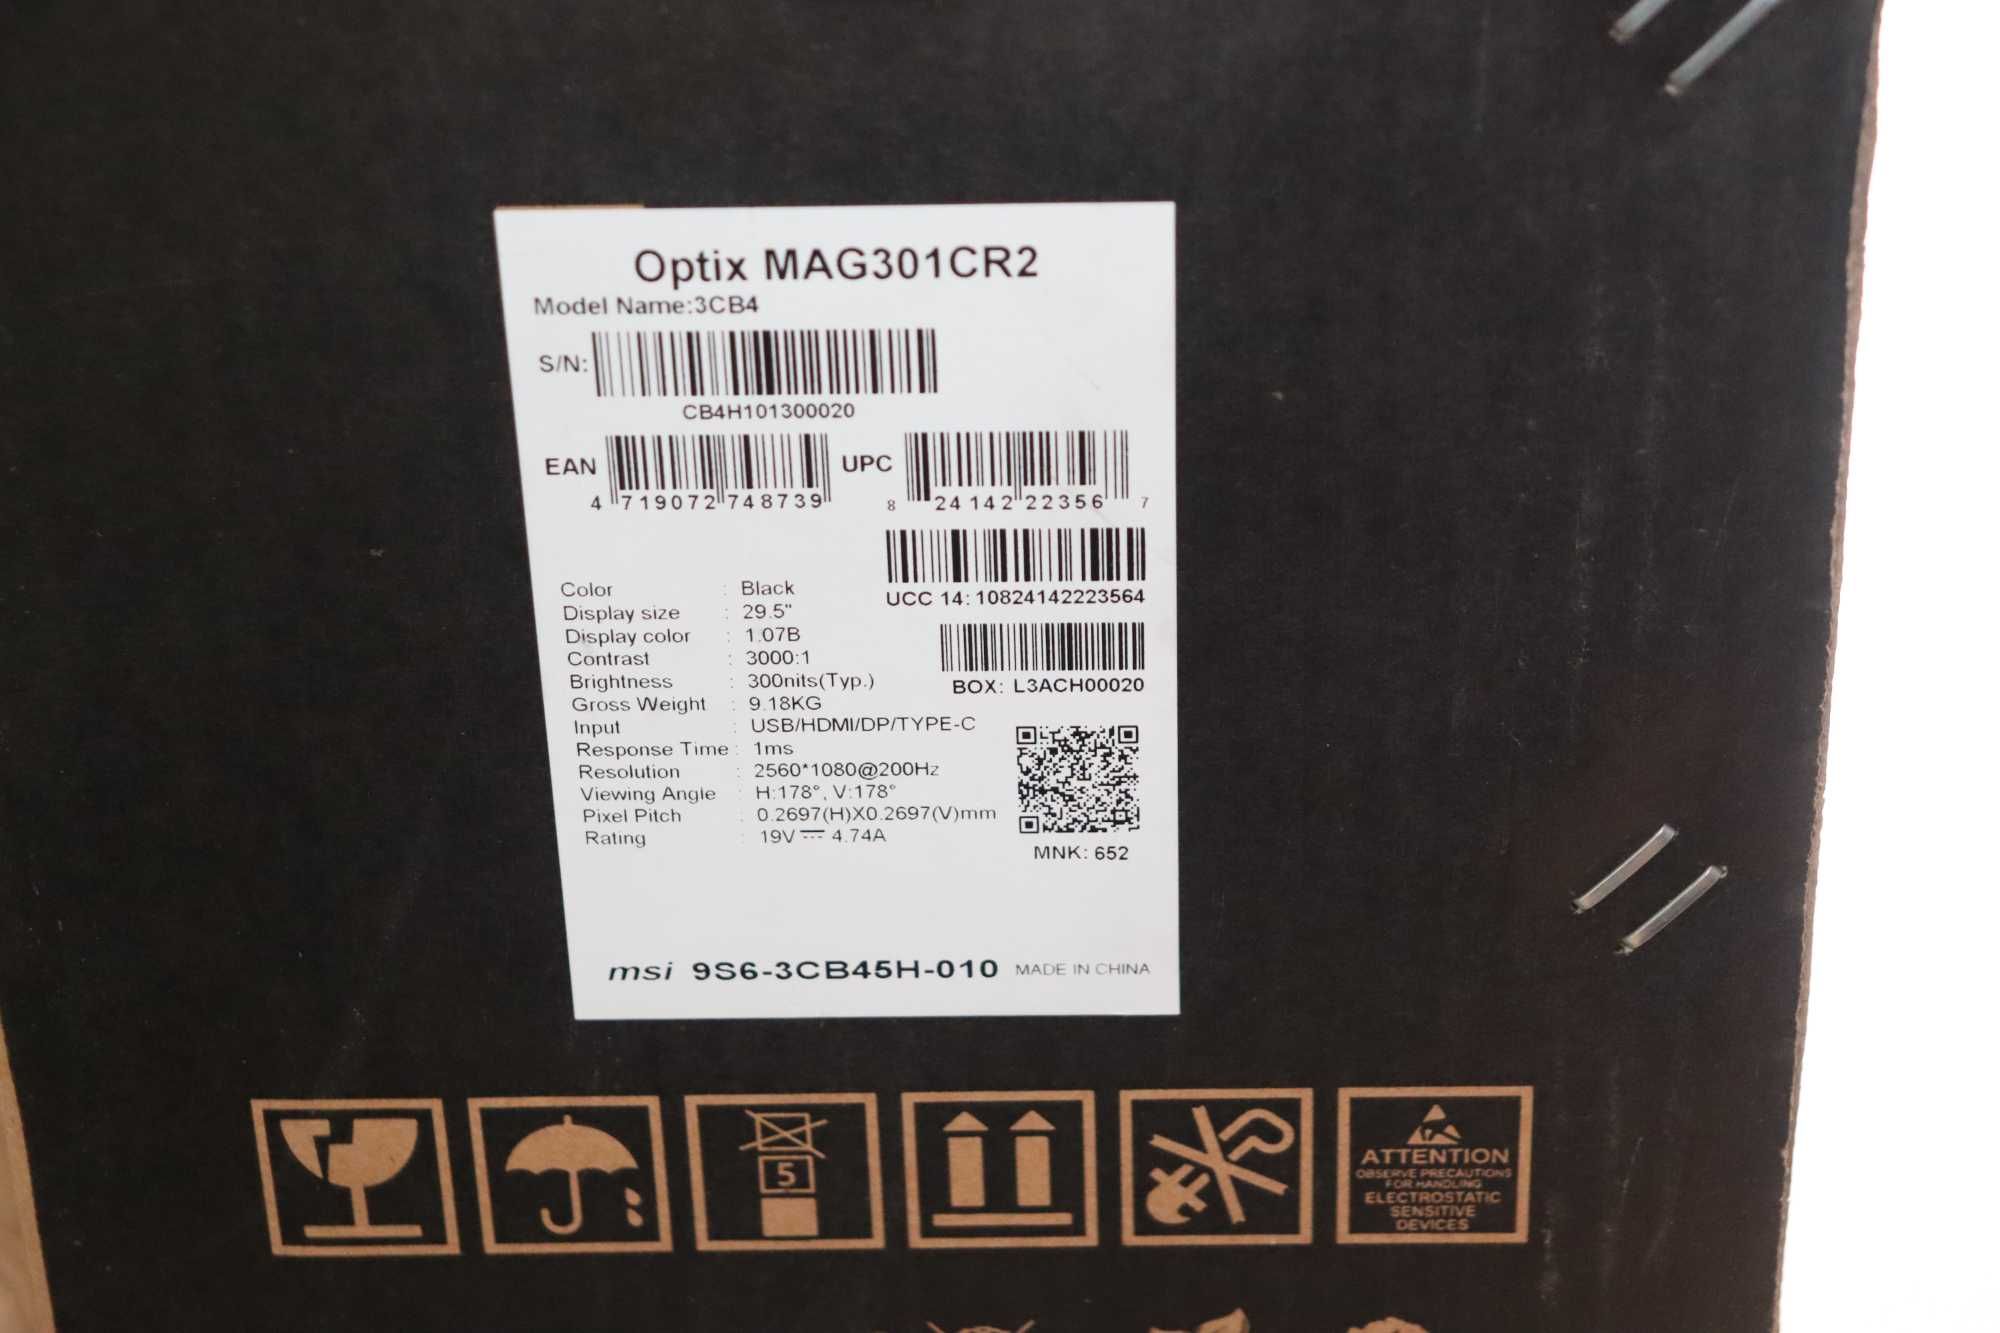 Optix MAG301CR2
Model Name:3CB4
S/N:
CB4H101300020
EAN
4 719072 748739
UPC
8 24142 22356 7
UCC 14: 10824142223564
BOX: L3ACH00020
Color : Black
Display size : 29.5"
Display color : 1.07B
Contrast : 3000:1
Brightness : 300nits(Typ.)
Gross Weight : 9.18KG
Input : USB/HDMI/DP/TYPE-C
Response Time : 1ms
Resolution : 2560*1080@200Hz
Viewing Angle : H:178°, V:178°
Pixel Pitch : 0.2697(H)X0.2697(V)mm
Rating : 19V ⎓ 4.74A
MNK: 652
msi 9S6-3CB45H-010 MADE IN CHINA
5
ATTENTION
OBSERVE PRECAUTIONS
FOR HANDLING
ELECTROSTATIC
SENSITIVE
DEVICES